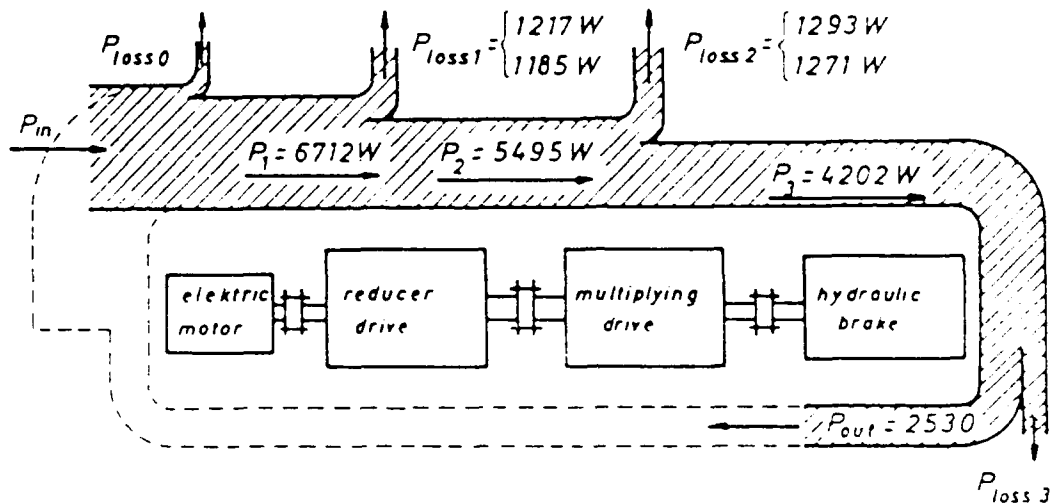 P_loss0
P_loss1 = { 1217 W
1185 W
P_loss2 = { 1293 W
1271 W
P_in
P_1 = 6712 W
P_2 = 5495 W
P_3 = 4202 W
elektric
motor
reducer
drive
multiplying
drive
hydraulic
brake
P_out = 2530
P_loss 3